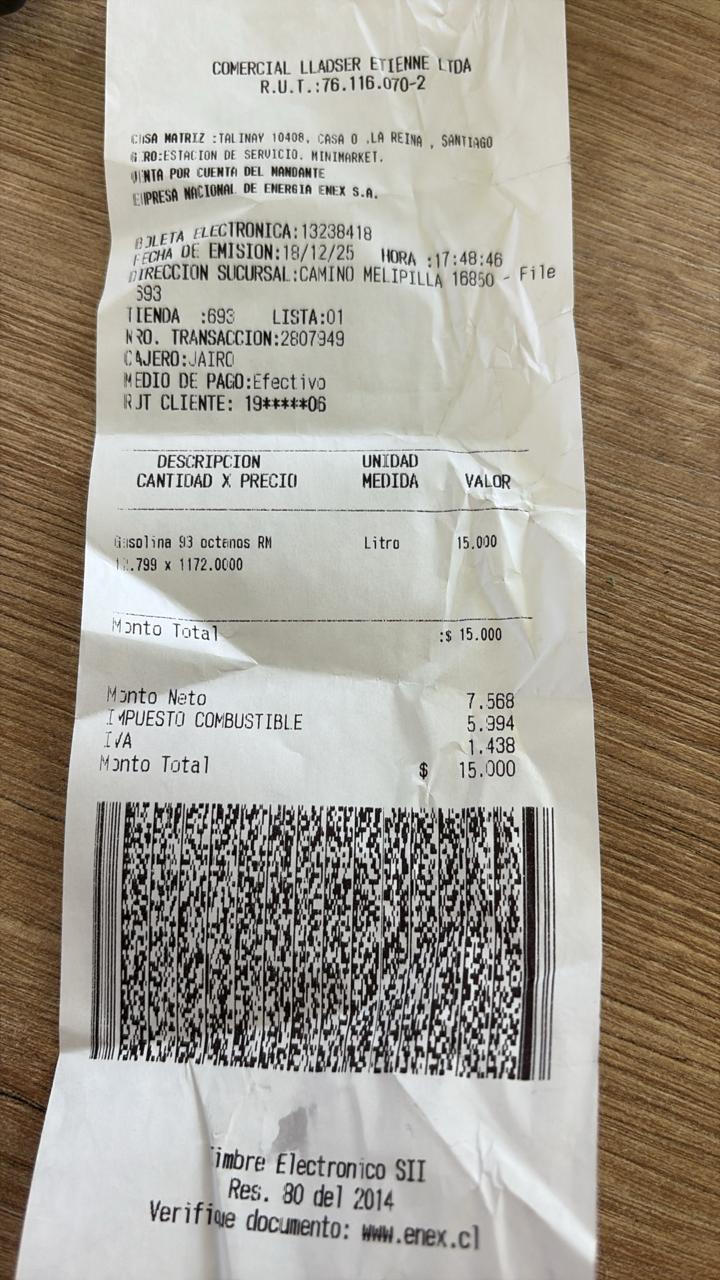 COMERCIAL LLADSER ETIENNE LTDA
R.U.T.:76.116.070-2
CASA MATRIZ :TALINAY 10408, CASA O ,LA REINA , SANTIAGO
GIRO:ESTACION DE SERVICIO. MINIMARKET.
VENTA POR CUENTA DEL MANDANTE
EMPRESA NACIONAL DE ENERGIA ENEX S.A.
BOLETA ELECTRONICA:13238418
FECHA DE EMISION:18/12/25 HORA :17:48:46
DIRECCION SUCURSAL:CAMINO MELIPILLA 16850 - File
693
TIENDA :693 LISTA:01
NRO. TRANSACCION:2807949
CAJERO:JAIRO
MEDIO DE PAGO:Efectivo
RUT CLIENTE: 19*****06
DESCRIPCION UNIDAD
CANTIDAD X PRECIO MEDIDA VALOR
Gasolina 93 octanos RM Litro 15.000
12.799 x 1172.0000
Monto Total :$ 15.000
Monto Neto 7.568
IMPUESTO COMBUSTIBLE 5.994
IVA 1.438
Monto Total $ 15.000
Timbre Electronico SII
Res. 80 del 2014
Verifique documento: www.enex.cl